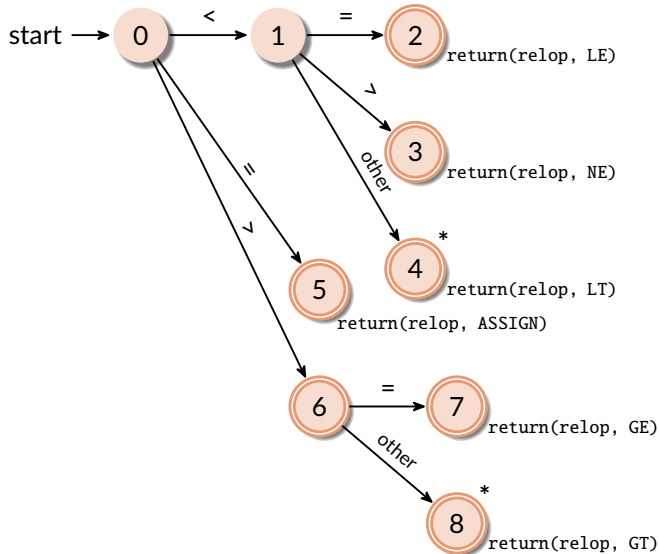 start
0
<
1
=
2
return(relop, LE)
>
3
return(relop, NE)
other
4
*
return(relop, LT)
=
5
return(relop, ASSIGN)
>
6
=
7
return(relop, GE)
other
8
*
return(relop, GT)